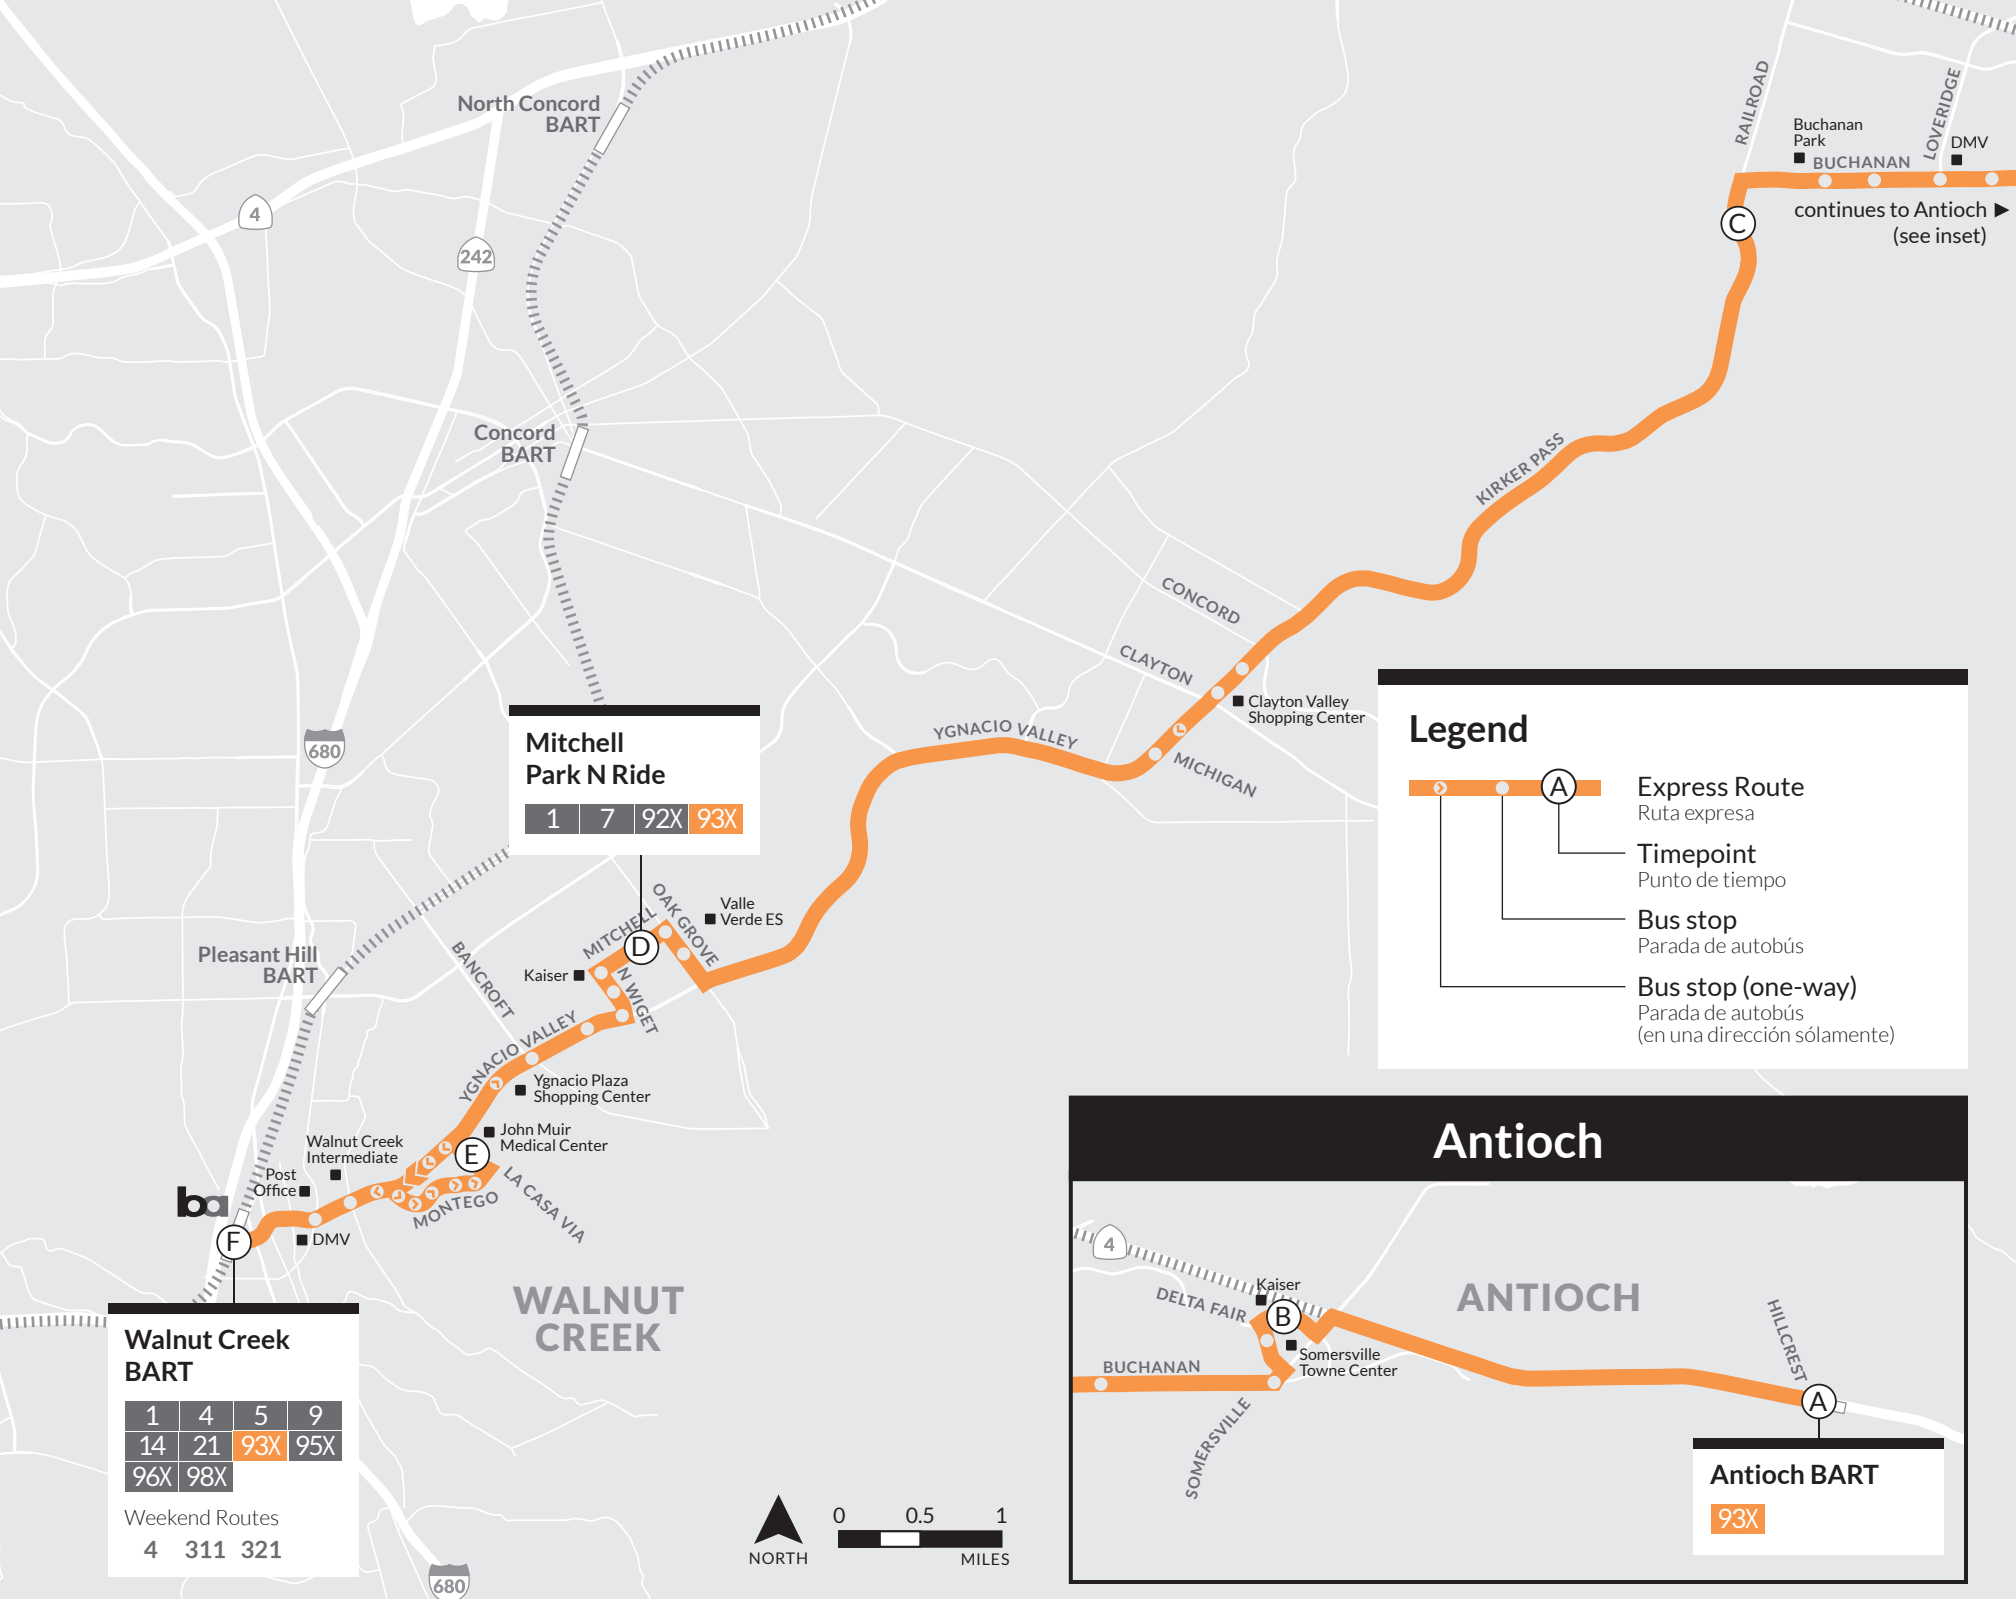 North Concord
BART
4
242
Concord
BART
RAILROAD
Buchanan
Park
BUCHANAN
LOVERIDGE
DMV
continues to Antioch ►
(see inset)
C
KIRKER PASS
CONCORD
CLAYTON
Clayton Valley
Shopping Center
YGNACIO VALLEY
MICHIGAN
680
Mitchell
Park N Ride
1 7 92X 93X
OAK GROVE
Valle
Verde ES
MITCHELL
D
Kaiser
N WIGET
BANCROFT
Pleasant Hill
BART
YGNACIO VALLEY
Ygnacio Plaza
Shopping Center
John Muir
Medical Center
E
Walnut Creek
Intermediate
Post
Office
LA CASA VIA
MONTEGO
ba
F
DMV
WALNUT
CREEK
Walnut Creek
BART
1 4 5 9
14 21 93X 95X
96X 98X
Weekend Routes
4 311 321
680
NORTH
0 0.5 1
MILES
Legend
A
Express Route
Ruta expresa
Timepoint
Punto de tiempo
Bus stop
Parada de autobús
Bus stop (one-way)
Parada de autobús
(en una dirección sólamente)
Antioch
4
Kaiser
DELTA FAIR
B
ANTIOCH
HILLCREST
Somersville
Towne Center
BUCHANAN
SOMERSVILLE
A
Antioch BART
93X